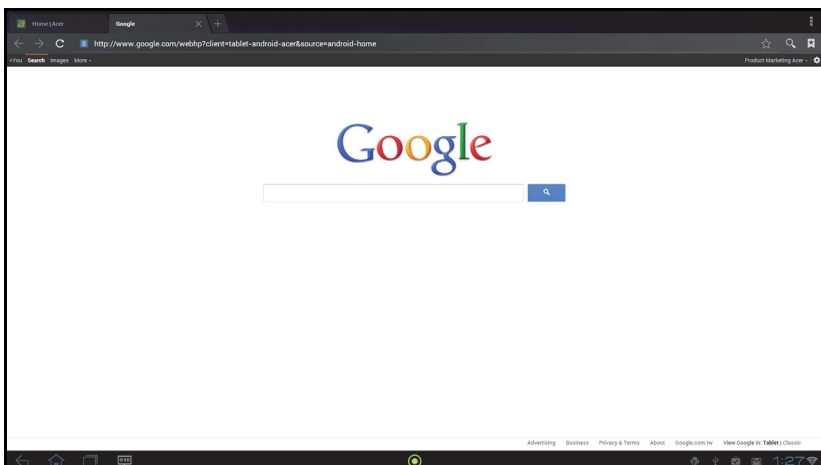 Home | Acer
Google
http://www.google.com/webhp?client=tablet-android-acer&source=android-home
+You Search Images More
Product Marketing Acer
Google
Advertising Business Privacy & Terms About Google.com.tw View Google in: Tablet | Classic
1:27